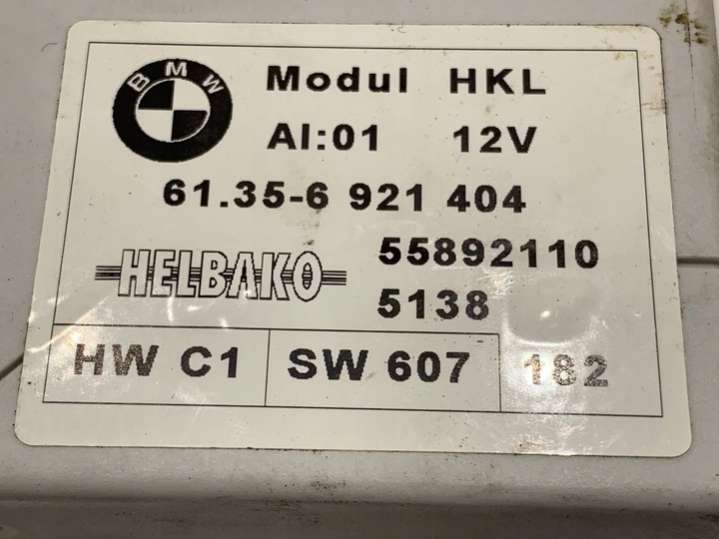 BMW
Modul HKL
AI:01 12V
61.35-6 921 404
HELBAKO
55892110
5138
HW C1 SW 607 182